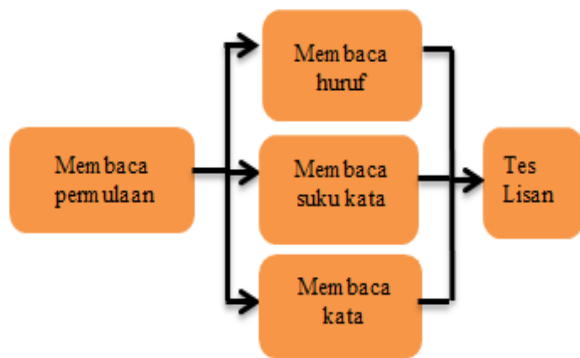 Membaca
permulaan
Membaca
huruf
Membaca
suku kata
Membaca
kata
Tes
Lisan